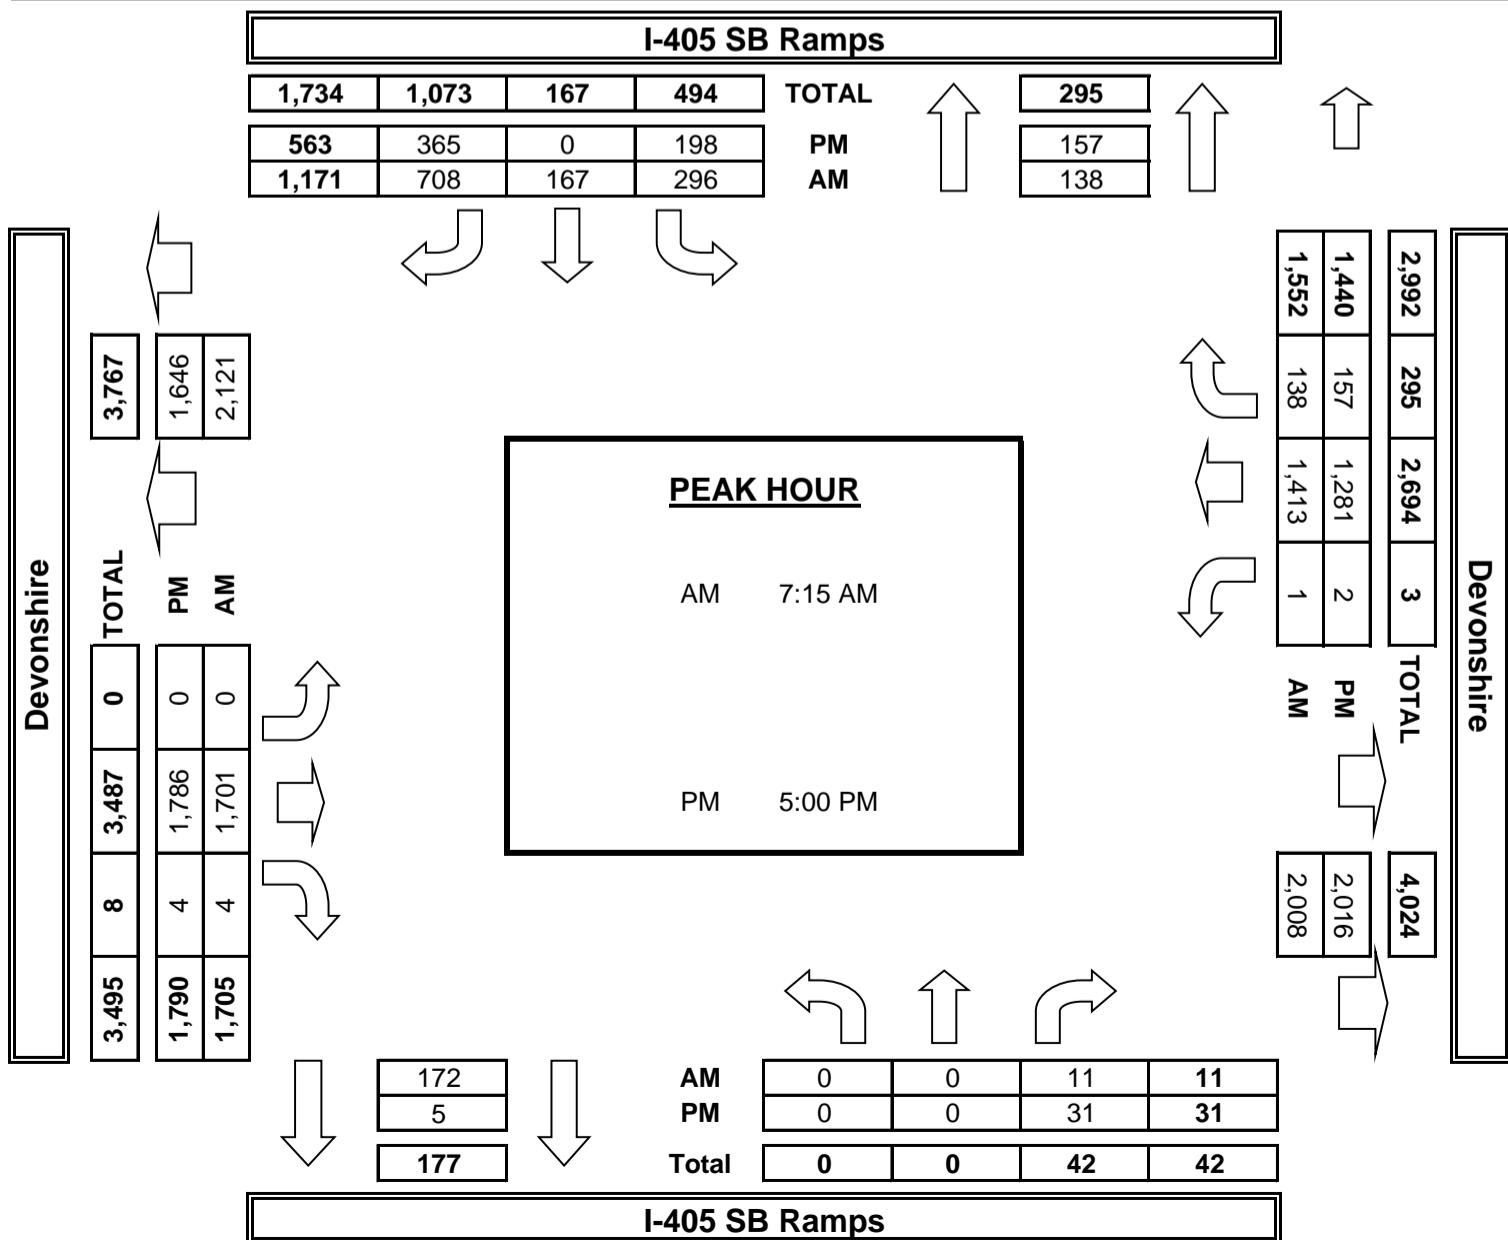 I-405 SB Ramps
1,734 1,073 167 494 TOTAL 295
563 365 0 198 PM 157
1,171 708 167 296 AM 138
Devonshire
3,767
1,646
2,121
TOTAL
PM
AM
0 3,487 8 3,495
0 1,786 4 1,790
0 1,701 4 1,705
PEAK HOUR
AM 7:15 AM
PM 5:00 PM
2,992 295 2,694 3 TOTAL 4,024
1,440 157 1,281 2 PM 2,016
1,552 138 1,413 1 AM 2,008
Devonshire
172 AM 0 0 11 11
5 PM 0 0 31 31
177 Total 0 0 42 42
I-405 SB Ramps